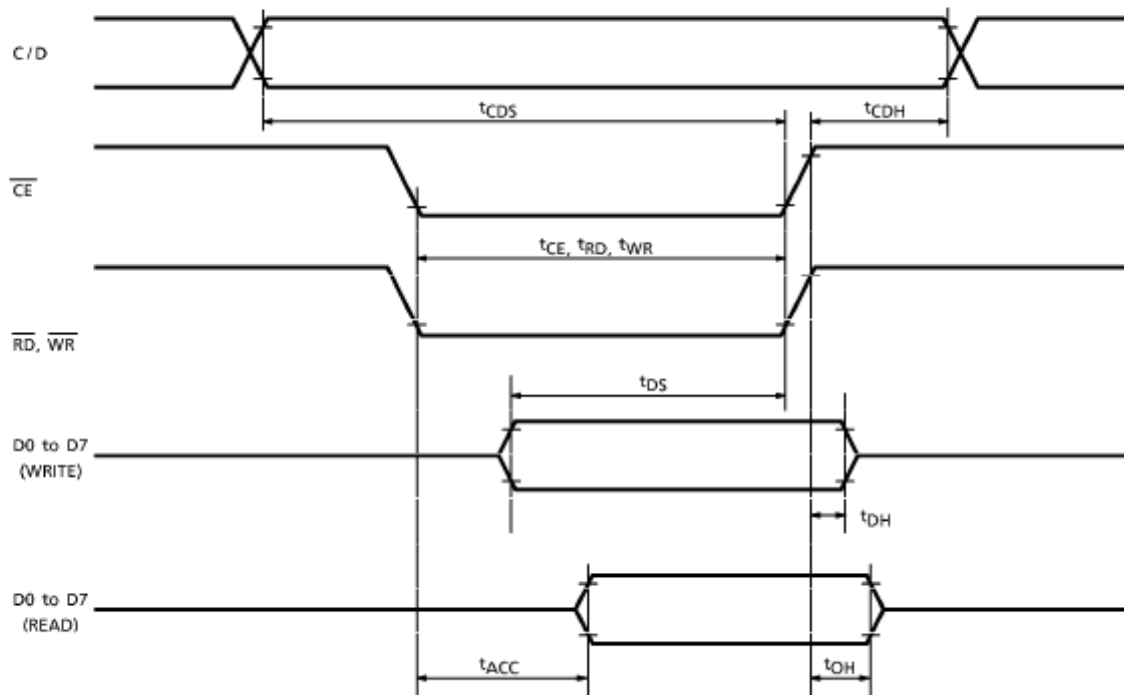 C/D
tCDS
tCDH
CE
tCE, tRD, tWR
RD, WR
tDS
D0 to D7
(WRITE)
tDH
D0 to D7
(READ)
tACC
tOH